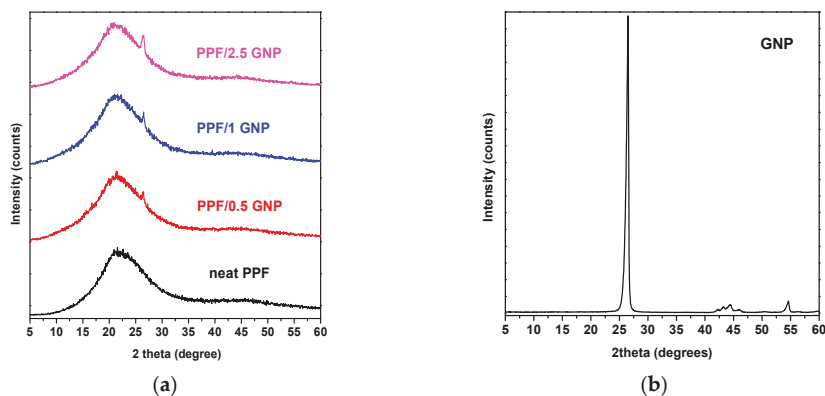 PPF/2.5 GNP
PPF/1 GNP
PPF/0.5 GNP
neat PPF
Intensity (counts)
5 10 15 20 25 30 35 40 45 50 55 60
2 theta (degree)
(a)
GNP
Intensity (counts)
5 10 15 20 25 30 35 40 45 50 55 60
2theta (degrees)
(b)